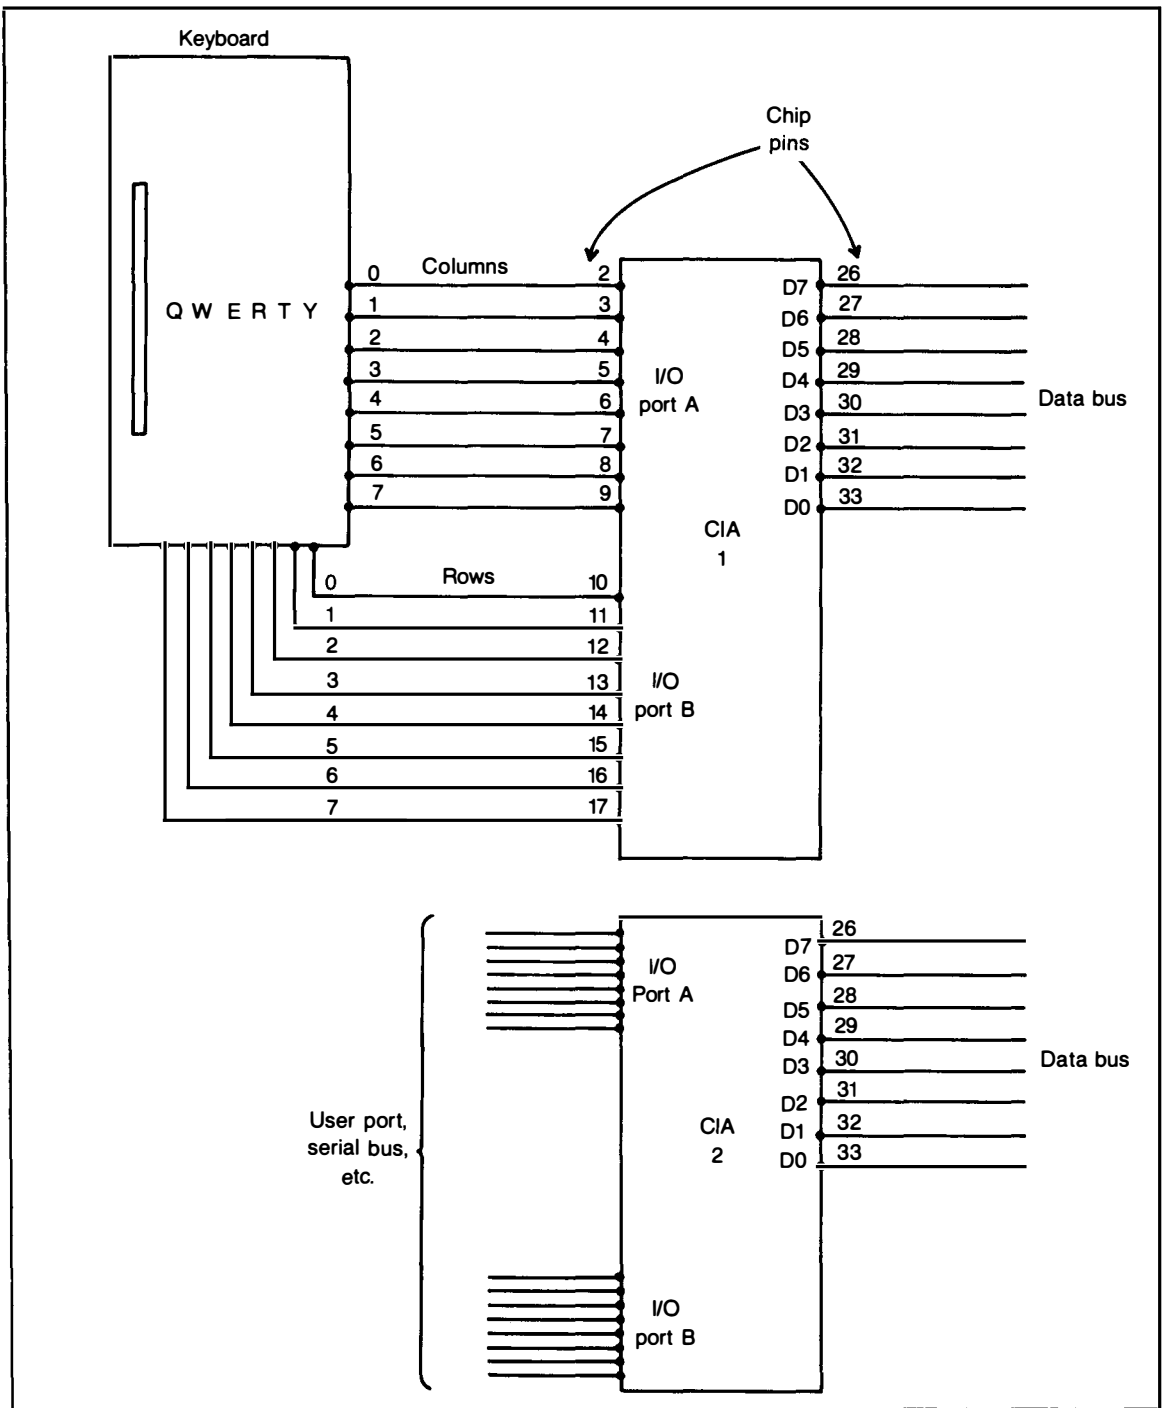 Keyboard
Chip
pins
QWERTY
Columns
0 2
1 3
2 4
3 5
4 6
5 7
6 8
7 9
I/O
port A
D7 26
D6 27
D5 28
D4 29
D3 30
D2 31
D1 32
D0 33
Data bus
CIA
1
Rows
0 10
1 11
2 12
3 13
4 14
5 15
6 16
7 17
I/O
port B
I/O
Port A
D7 26
D6 27
D5 28
D4 29
D3 30
D2 31
D1 32
D0 33
Data bus
User port,
serial bus,
etc.
CIA
2
I/O
port B